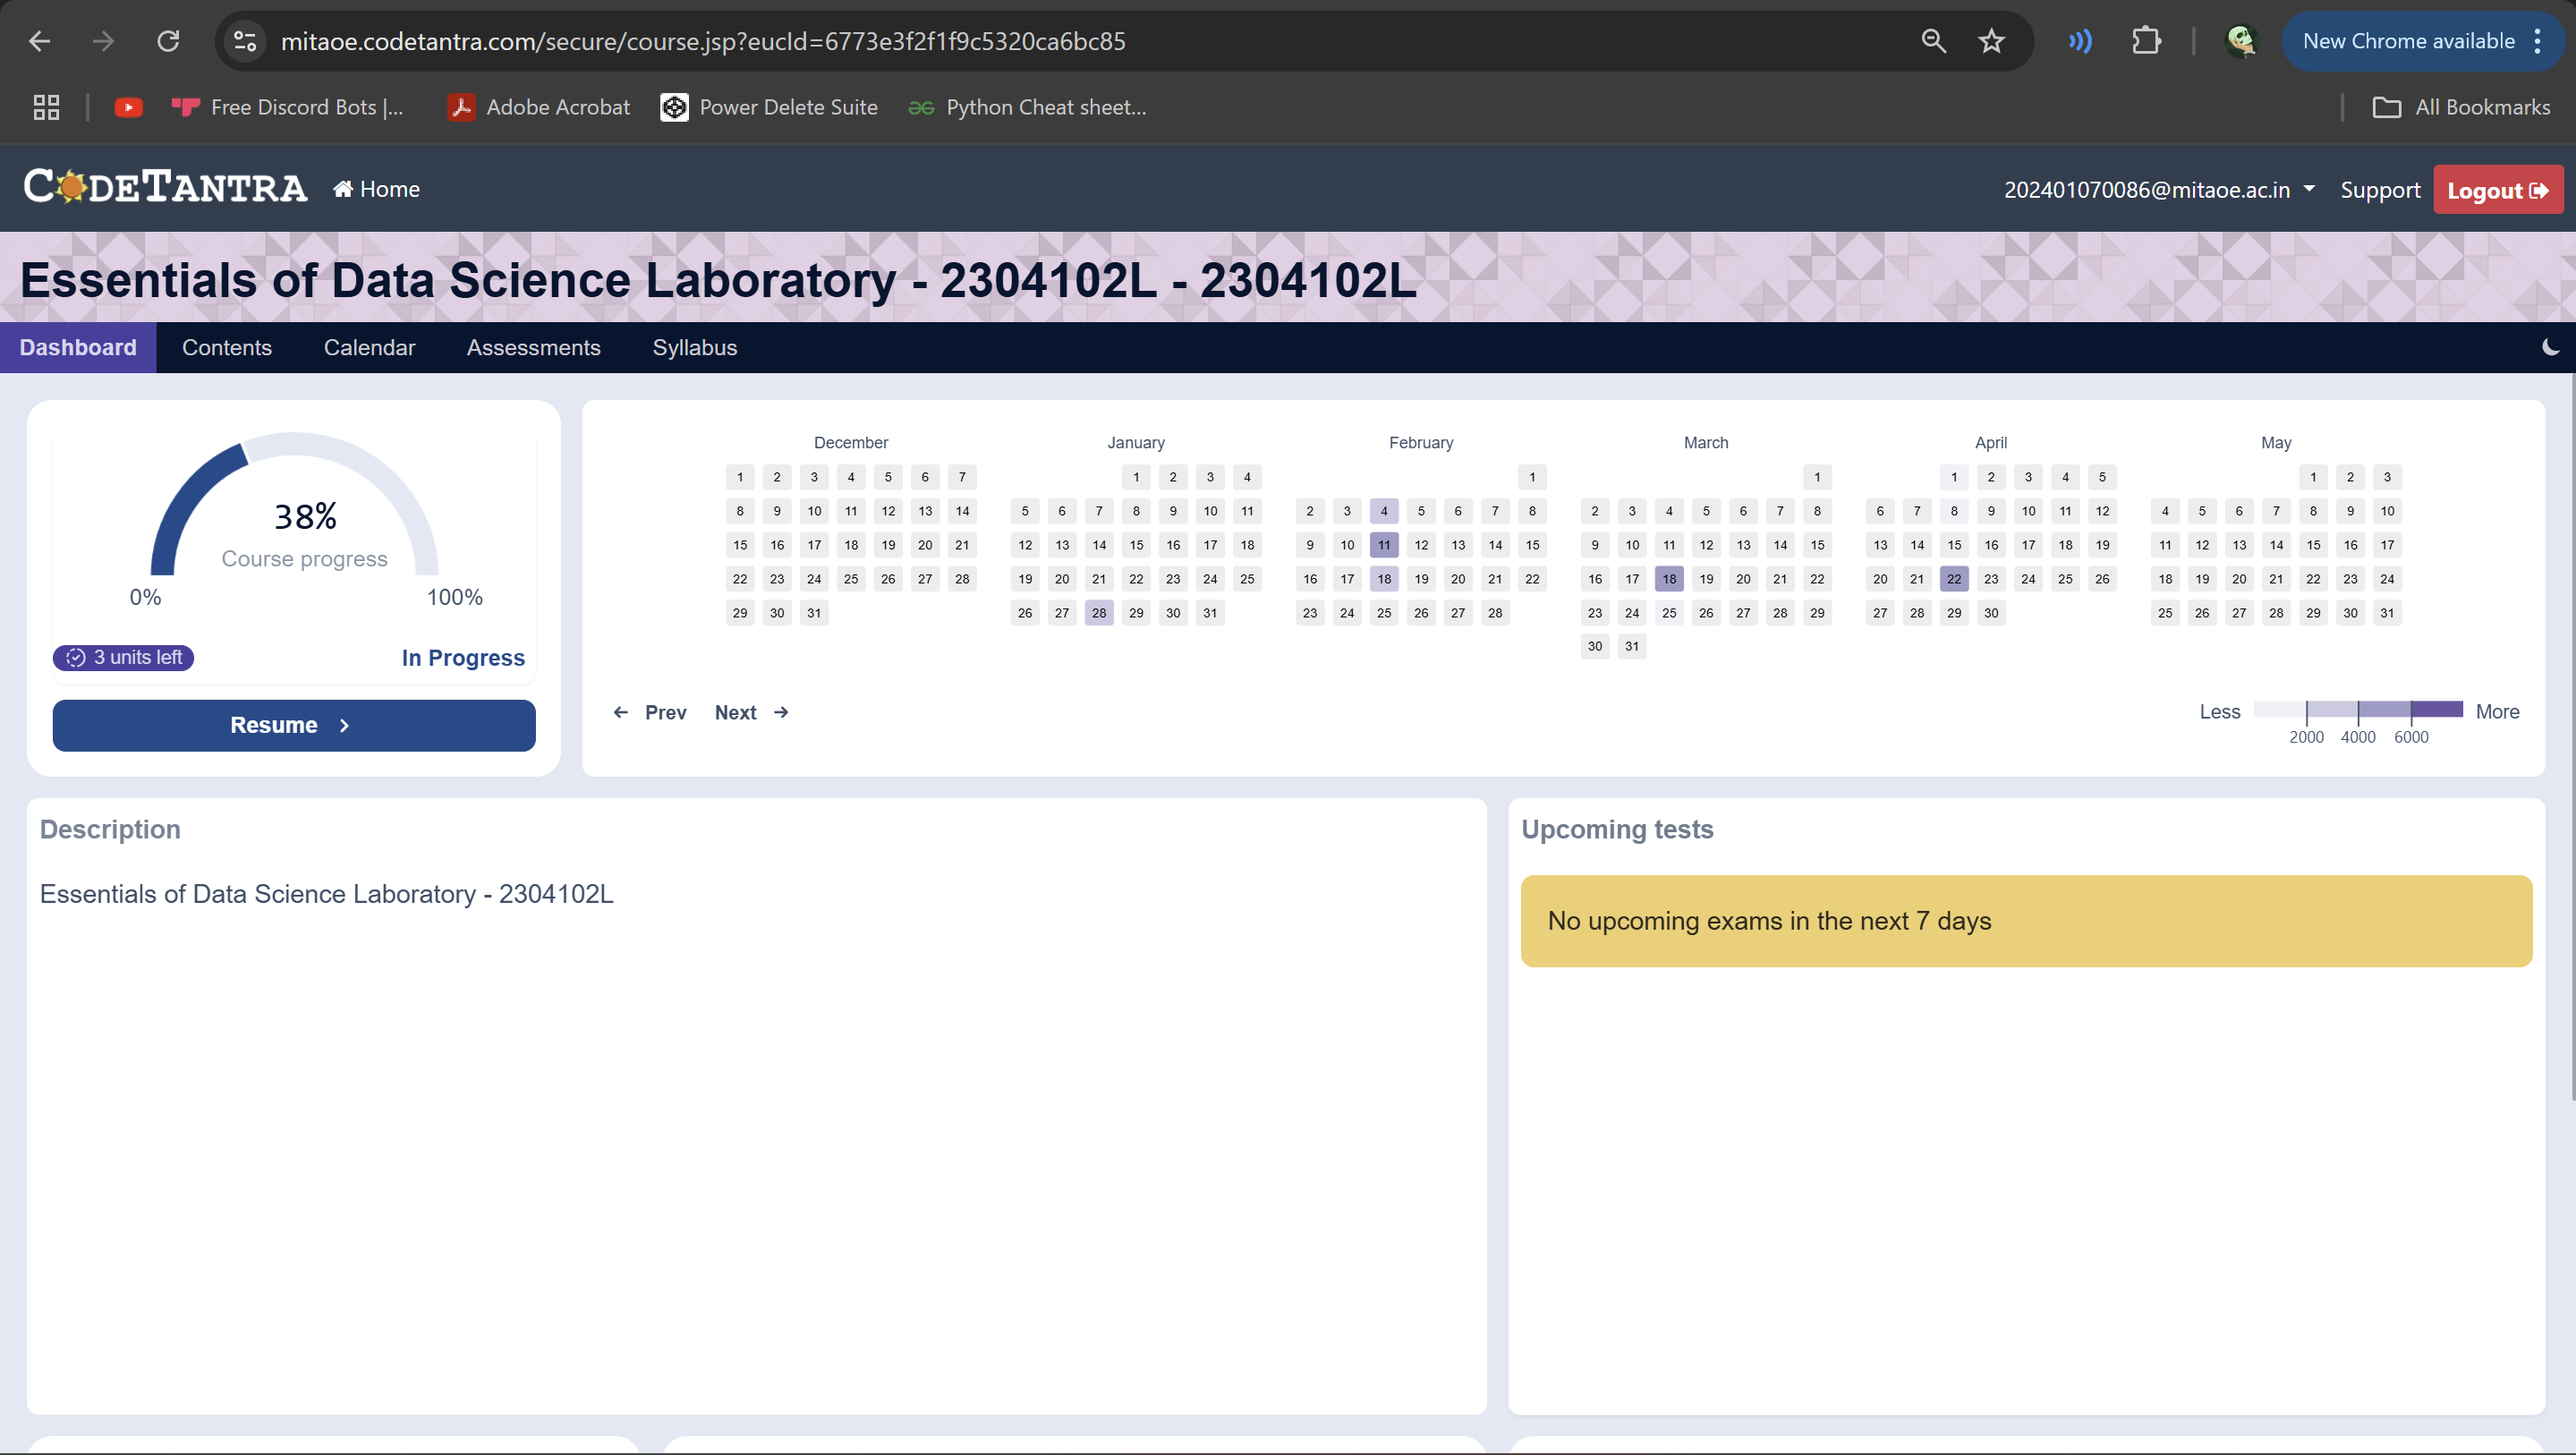 mitaoe.codetantra.com/secure/course.jsp?eucId=6773e3f2f1f9c5320ca6bc85
New Chrome available
Free Discord Bots |...
Adobe Acrobat
Power Delete Suite
Python Cheat sheet...
All Bookmarks
CODETANTRA
Home
202401070086@mitaoe.ac.in
Support
Logout
Essentials of Data Science Laboratory - 2304102L - 2304102L
Dashboard
Contents
Calendar
Assessments
Syllabus
38%
Course progress
0%
100%
3 units left
In Progress
Resume
December
1 2 3 4 5 6 7
8 9 10 11 12 13 14
15 16 17 18 19 20 21
22 23 24 25 26 27 28
29 30 31
January
1 2 3 4
5 6 7 8 9 10 11
12 13 14 15 16 17 18
19 20 21 22 23 24 25
26 27 28 29 30 31
February
1
2 3 4 5 6 7 8
9 10 11 12 13 14 15
16 17 18 19 20 21 22
23 24 25 26 27 28
March
1
2 3 4 5 6 7 8
9 10 11 12 13 14 15
16 17 18 19 20 21 22
23 24 25 26 27 28 29
30 31
April
1 2 3 4 5
6 7 8 9 10 11 12
13 14 15 16 17 18 19
20 21 22 23 24 25 26
27 28 29 30
May
1 2 3
4 5 6 7 8 9 10
11 12 13 14 15 16 17
18 19 20 21 22 23 24
25 26 27 28 29 30 31
Prev
Next
Less
More
2000 4000 6000
Description
Essentials of Data Science Laboratory - 2304102L
Upcoming tests
No upcoming exams in the next 7 days